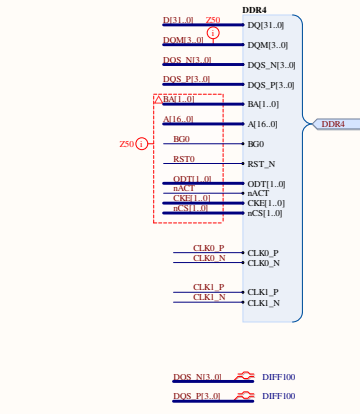 DDR4
D[31..0] Z50 DQ[31..0]
DQM[3..0] DQM[3..0]
DQS_N[3..0] DQS_N[3..0]
DQS_P[3..0] DQS_P[3..0]
BA[1..0] BA[1..0]
A[16..0] A[16..0]
DDR4
Z50 BG0 BG0
RST0 RST_N
ODT[1..0] ODT[1..0]
nACT nACT
CKE[1..0] CKE[1..0]
nCS[1..0] nCS[1..0]
CLK0_P CLK0_P
CLK0_N CLK0_N
CLK1_P CLK1_P
CLK1_N CLK1_N
DQS_N[3..0] DIFF100
DQS_P[3..0] DIFF100